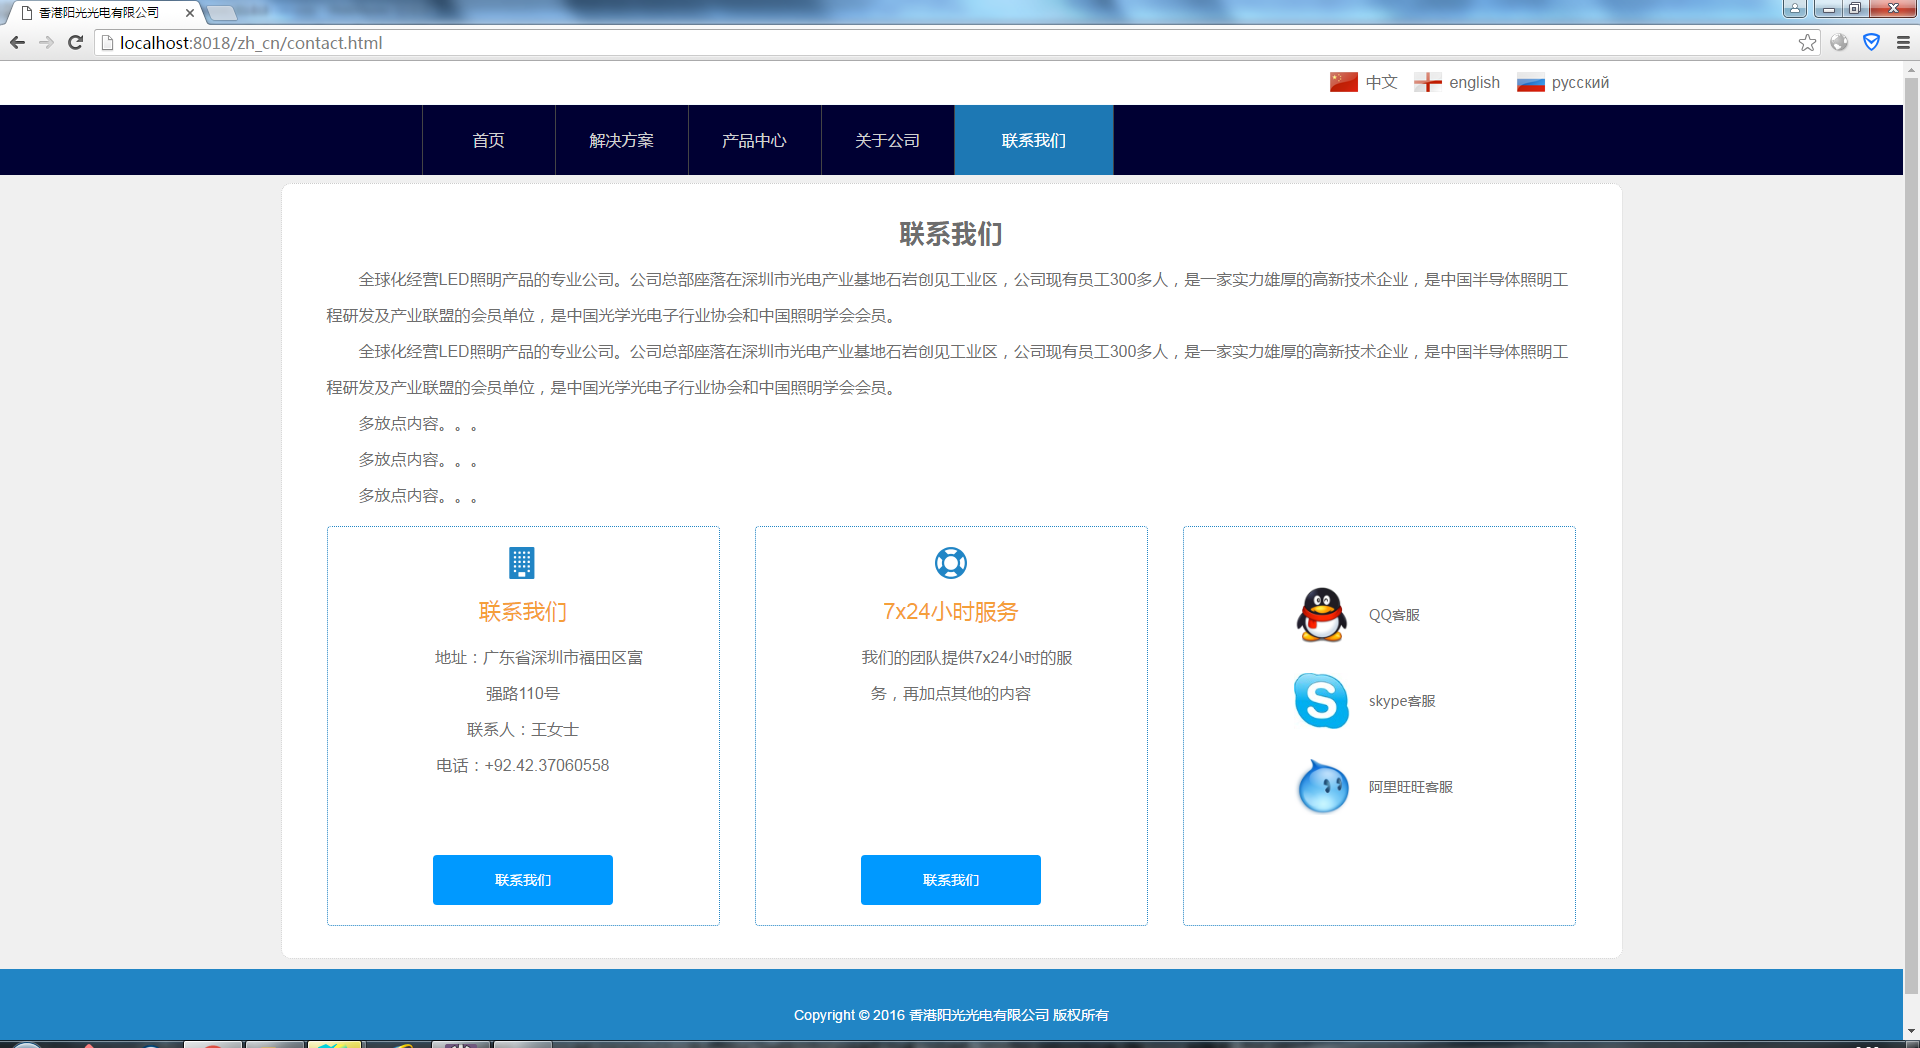 香港阳光光电有限公司
localhost:8018/zh_cn/contact.html
中文 english русский
首页 解决方案 产品中心 关于公司 联系我们
联系我们
全球化经营LED照明产品的专业公司。公司总部座落在深圳市光电产业基地石岩创见工业区，公司现有员工300多人，是一家实力雄厚的高新技术企业，是中国半导体照明工
程研发及产业联盟的会员单位，是中国光学光电子行业协会和中国照明学会会员。
全球化经营LED照明产品的专业公司。公司总部座落在深圳市光电产业基地石岩创见工业区，公司现有员工300多人，是一家实力雄厚的高新技术企业，是中国半导体照明工
程研发及产业联盟的会员单位，是中国光学光电子行业协会和中国照明学会会员。
多放点内容。。。
多放点内容。。。
多放点内容。。。
联系我们
地址：广东省深圳市福田区富
强路110号
联系人：王女士
电话：+92.42.37060558
联系我们
7x24小时服务
我们的团队提供7x24小时的服
务，再加点其他的内容
联系我们
QQ客服
skype客服
阿里旺旺客服
Copyright © 2016 香港阳光光电有限公司 版权所有